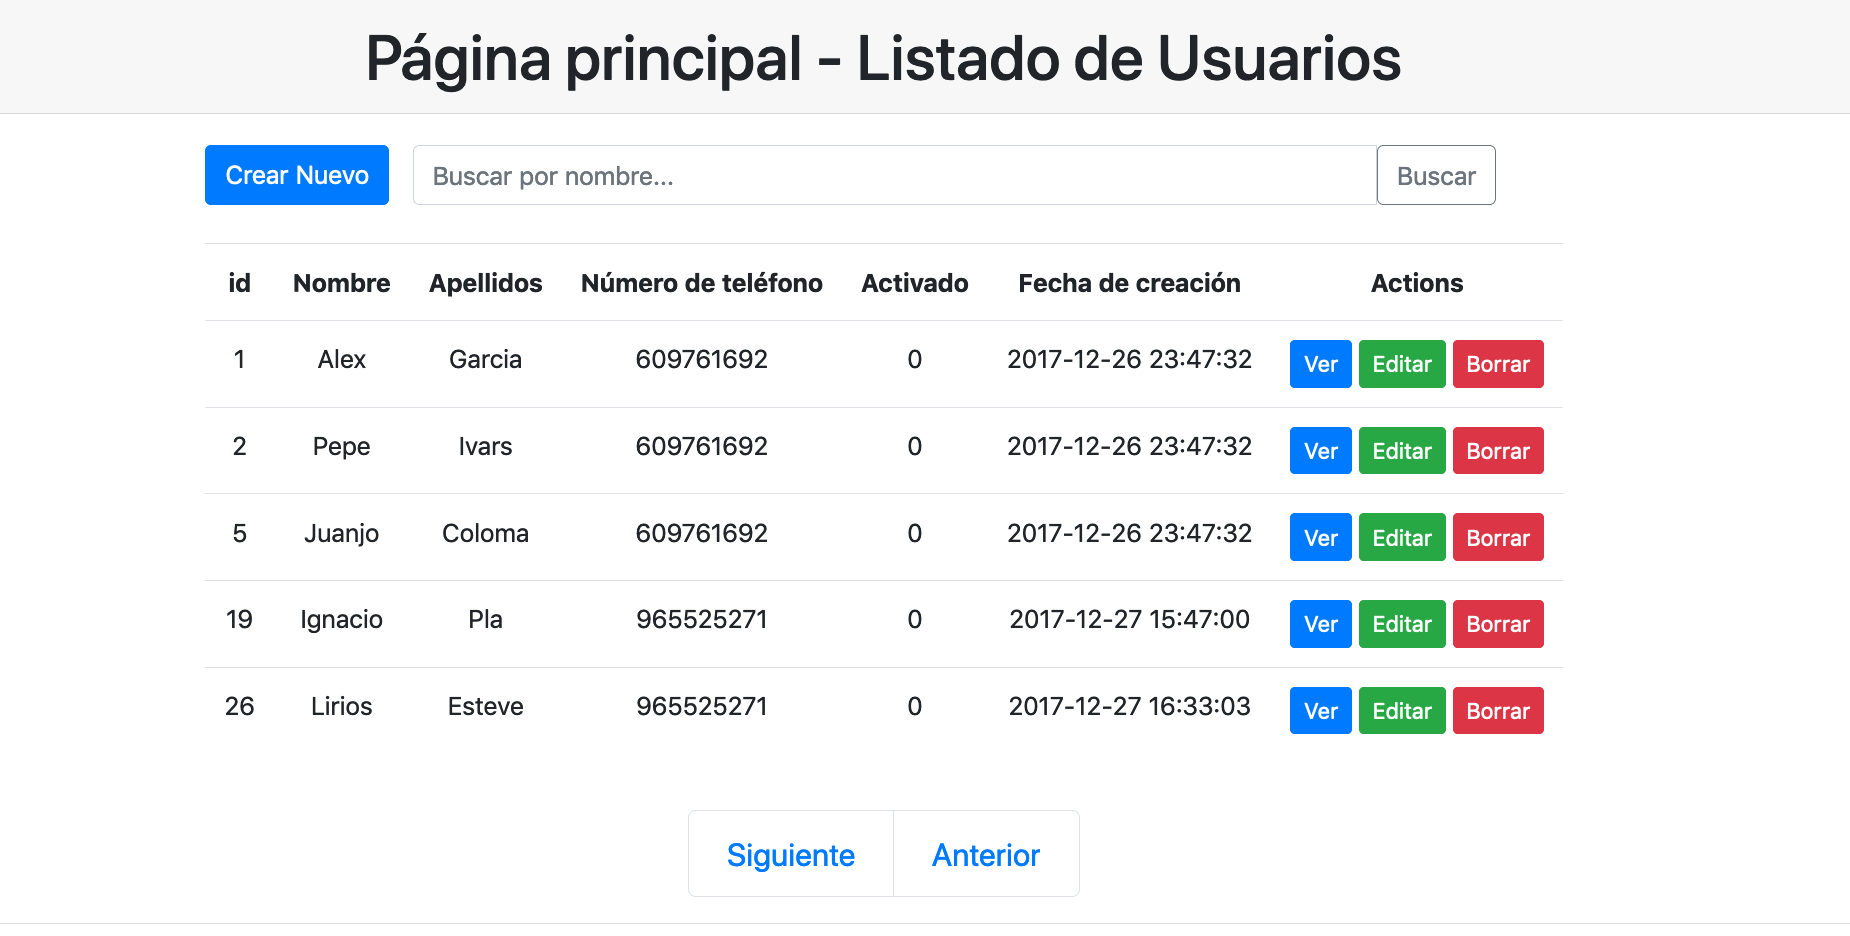 Página principal - Listado de Usuarios
Crear Nuevo Buscar por nombre... Buscar
id Nombre Apellidos Número de teléfono Activado Fecha de creación Actions
1 Alex Garcia 609761692 0 2017-12-26 23:47:32 Ver Editar Borrar
2 Pepe Ivars 609761692 0 2017-12-26 23:47:32 Ver Editar Borrar
5 Juanjo Coloma 609761692 0 2017-12-26 23:47:32 Ver Editar Borrar
19 Ignacio Pla 965525271 0 2017-12-27 15:47:00 Ver Editar Borrar
26 Lirios Esteve 965525271 0 2017-12-27 16:33:03 Ver Editar Borrar
Siguiente Anterior